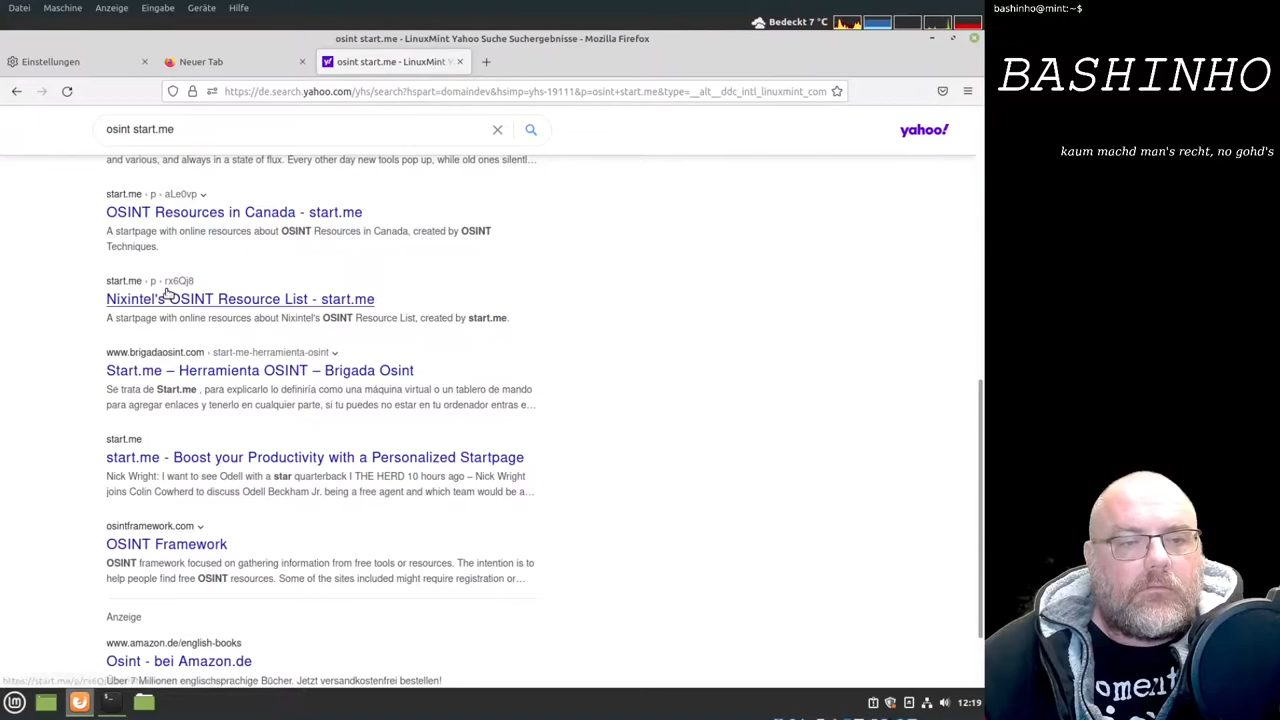 Datei Maschine Anzeige Eingabe Geräte Hilfe
bashinho@mint:~$
Bedeckt 7 °C
osint start.me - LinuxMint Yahoo Suche Suchergebnisse - Mozilla Firefox
Einstellungen
Neuer Tab
osint start.me - LinuxMint Y
https://de.search.yahoo.com/yhs/search?hspart=domaindev&hsimp=yhs-19111&p=osint+start.me&type=__alt__ddc_intl_linuxmint_com
BASHINHO
kaum machd man's recht, no gohd's
osint start.me
yahoo!
and various, and always in a state of flux. Every other day new tools pop up, while old ones silentl...
start.me › p › aLe0vp
OSINT Resources in Canada - start.me
A startpage with online resources about OSINT Resources in Canada, created by OSINT
Techniques.
start.me › p › rx6Qj8
Nixintel's OSINT Resource List - start.me
A startpage with online resources about Nixintel's OSINT Resource List, created by start.me.
www.brigadaosint.com › start-me-herramienta-osint
Start.me – Herramienta OSINT – Brigada Osint
Se trata de Start.me , para explicarlo lo definiría como una máquina virtual o un tablero de mando
para agregar enlaces y tenerlo en cualquier parte, si tu puedes no estar en tu ordenador entras e...
start.me
start.me - Boost your Productivity with a Personalized Startpage
Nick Wright: I want to see Odell with a star quarterback I THE HERD 10 hours ago – Nick Wright
joins Colin Cowherd to discuss Odell Beckham Jr. being a free agent and which team would be a...
osintframework.com
OSINT Framework
OSINT framework focused on gathering information from free tools or resources. The intention is to
help people find free OSINT resources. Some of the sites included might require registration or...
Anzeige
www.amazon.de/english-books
Osint - bei Amazon.de
Über 7 Millionen englischsprachige Bücher. Jetzt versandkostenfrei bestellen!
12:19
moment